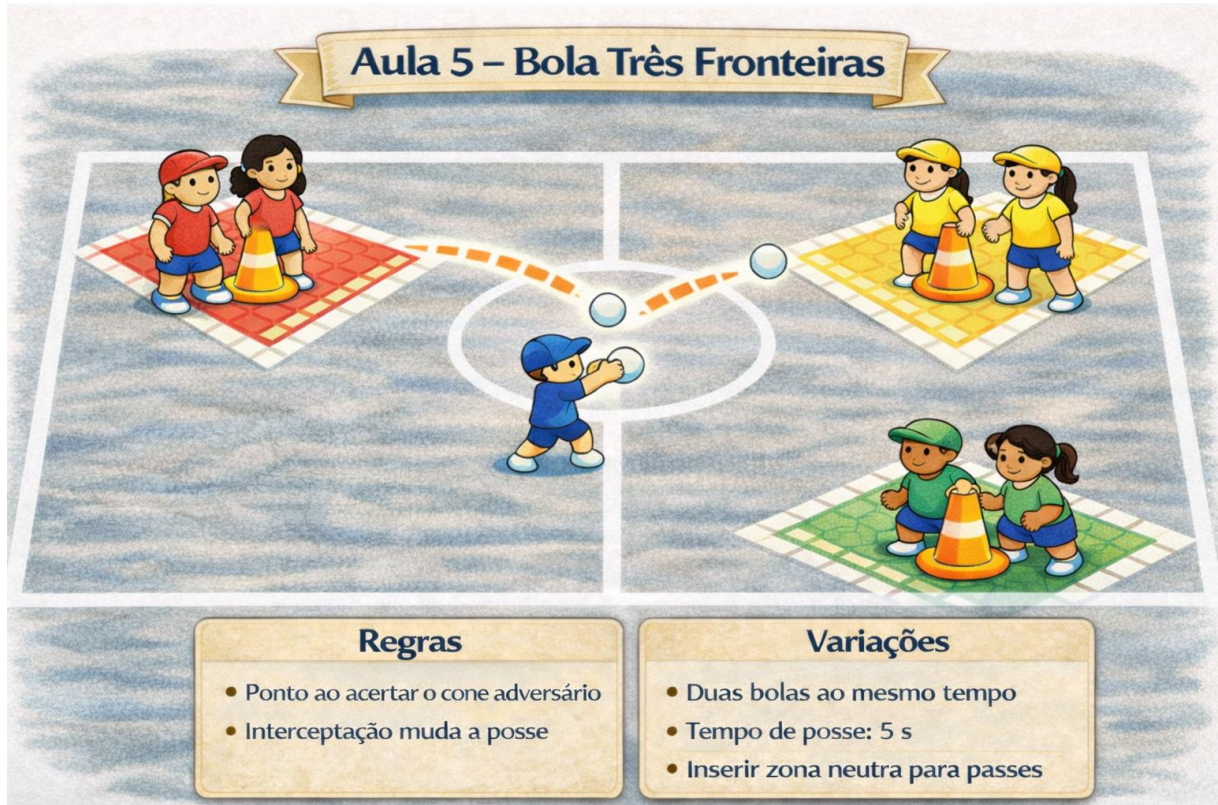 Aula 5 – Bola Três Fronteiras
Regras
• Ponto ao acertar o cone adversário
• Interceptação muda a posse
Variações
• Duas bolas ao mesmo tempo
• Tempo de posse: 5 s
• Inserir zona neutra para passes